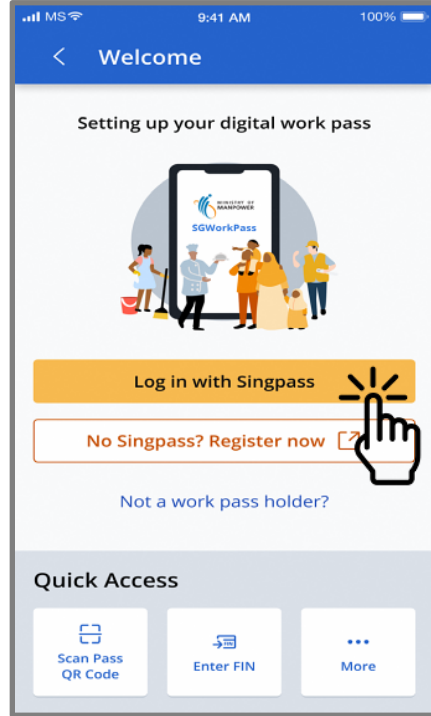 MS 9:41 AM 100%
Welcome
Setting up your digital work pass
MINISTRY OF
MANPOWER
SGWorkPass
Log in with Singpass
No Singpass? Register now
Not a work pass holder?
Quick Access
Scan Pass
QR Code
FIN
Enter FIN
More